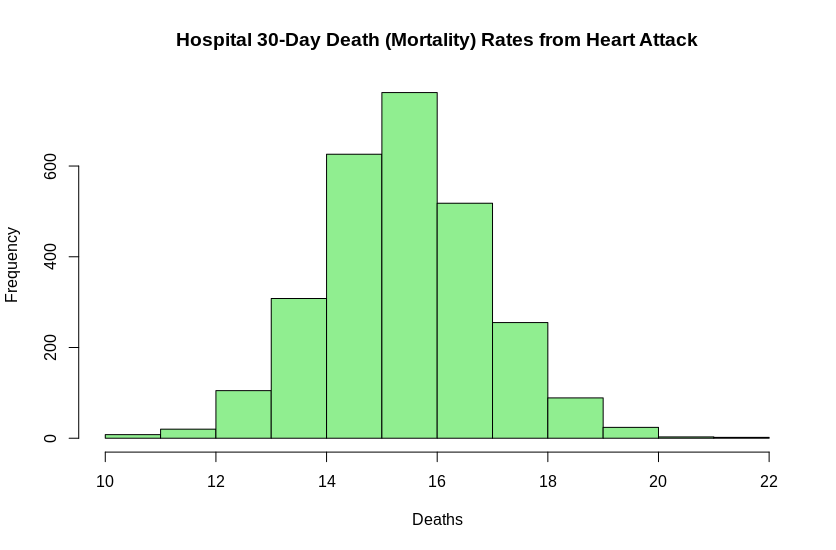 Hospital 30-Day Death (Mortality) Rates from Heart Attack
Frequency
600
400
200
0
10 12 14 16 18 20 22
Deaths